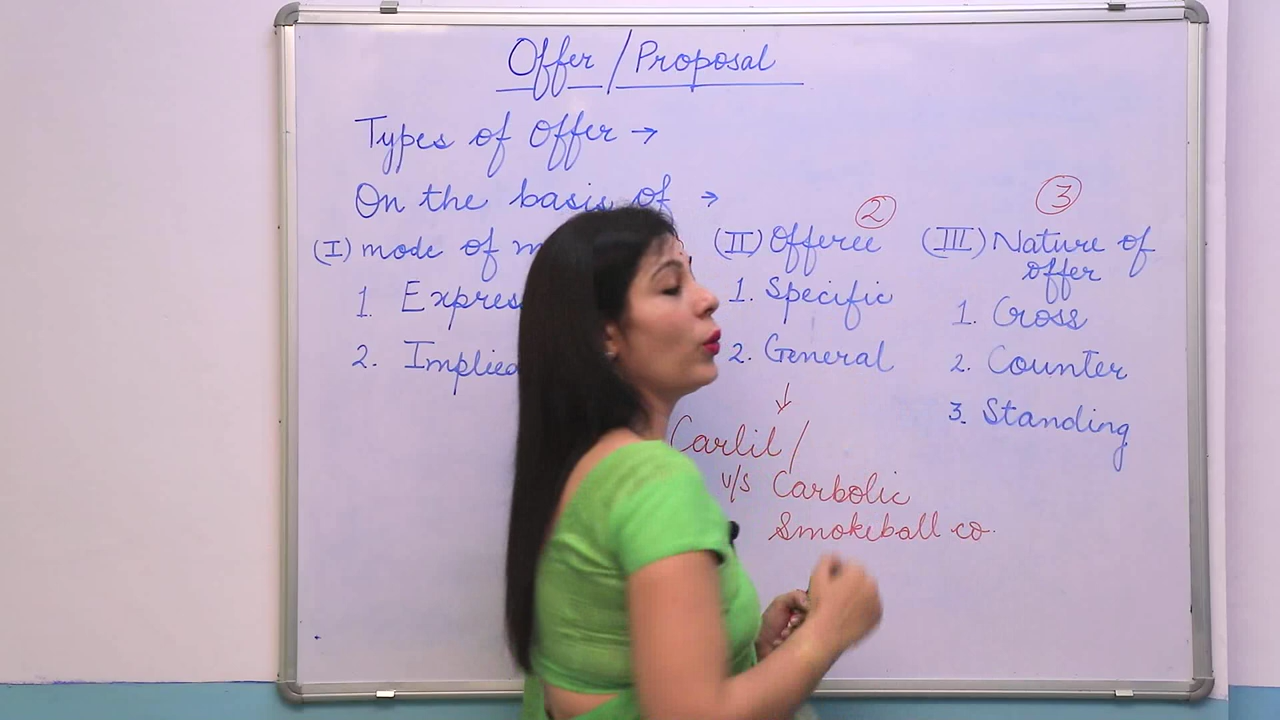 Offer / Proposal
Types of Offer →
On the basis of →
(I) mode of
1. Expres
2. Implied
②
(II) Offeree
1. Specific
2. General
↓
Carlil /
v/s Carbolic
Smokeball co.
③
(III) Nature of
offer
1. Cross
2. Counter
3. Standing